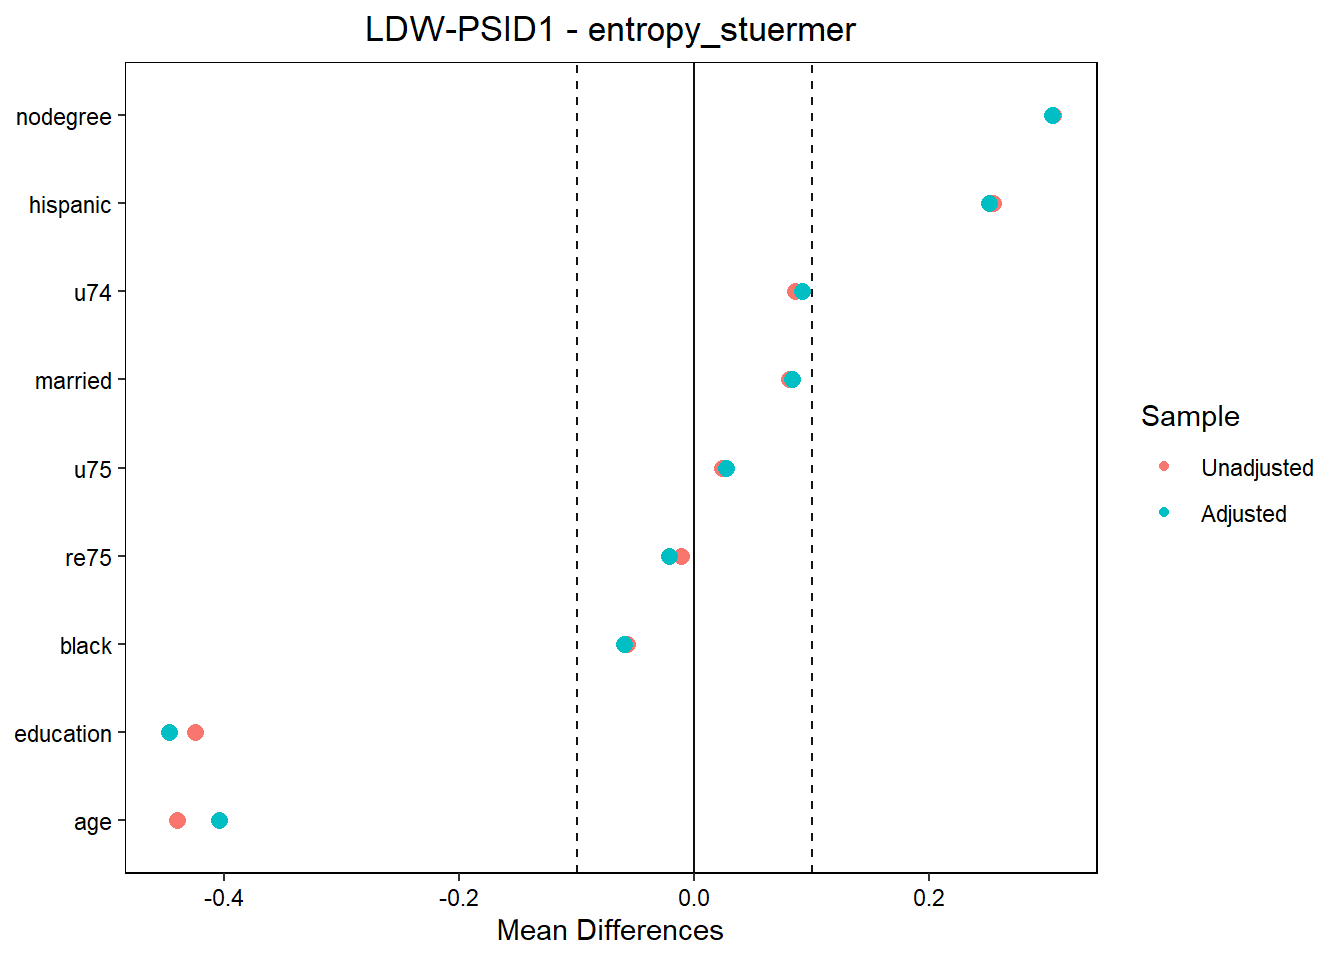 LDW-PSID1 - entropy_stuermer
nodegree
hispanic
u74
married
u75
re75
black
education
age
-0.4 -0.2 0.0 0.2
Mean Differences
Sample
Unadjusted
Adjusted